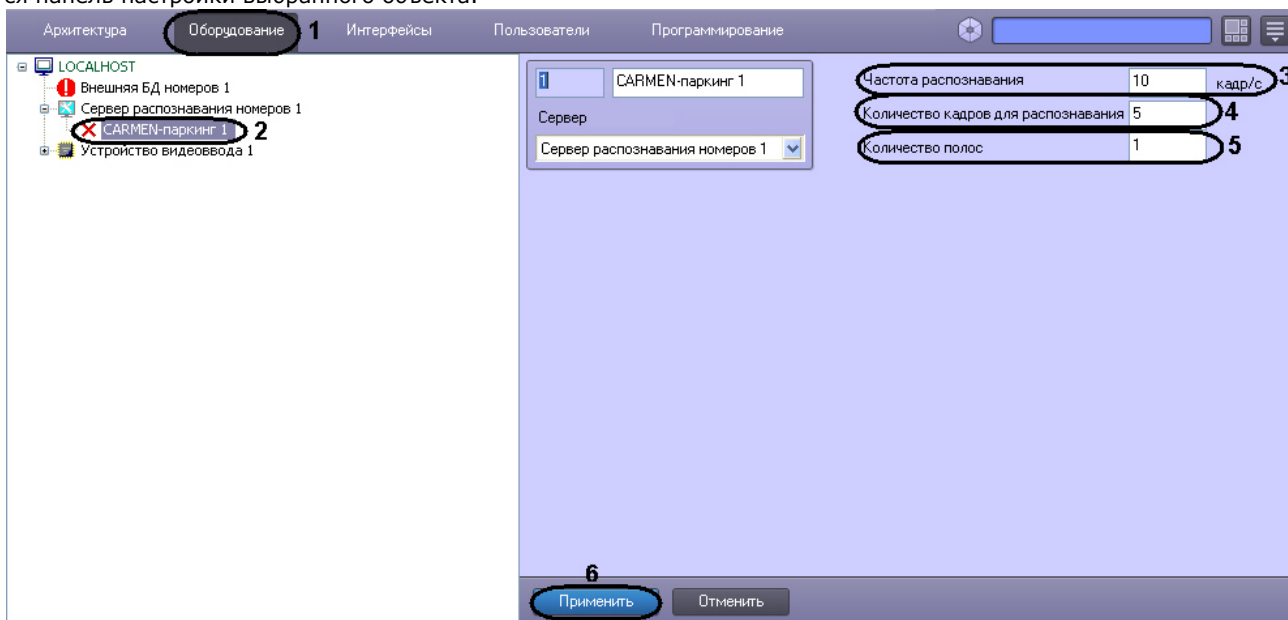 ся панель настройки выбранного объекта.
Архитектура Оборудование 1 Интерфейсы Пользователи Программирование
LOCALHOST
Внешняя БД номеров 1
Сервер распознавания номеров 1
CARMEN-паркинг 1 2
Устройство видеоввода 1
1 CARMEN-паркинг 1
Сервер
Сервер распознавания номеров 1
Частота распознавания 10 кадр/с 3
Количество кадров для распознавания 5 4
Количество полос 1 5
6
Применить Отменить